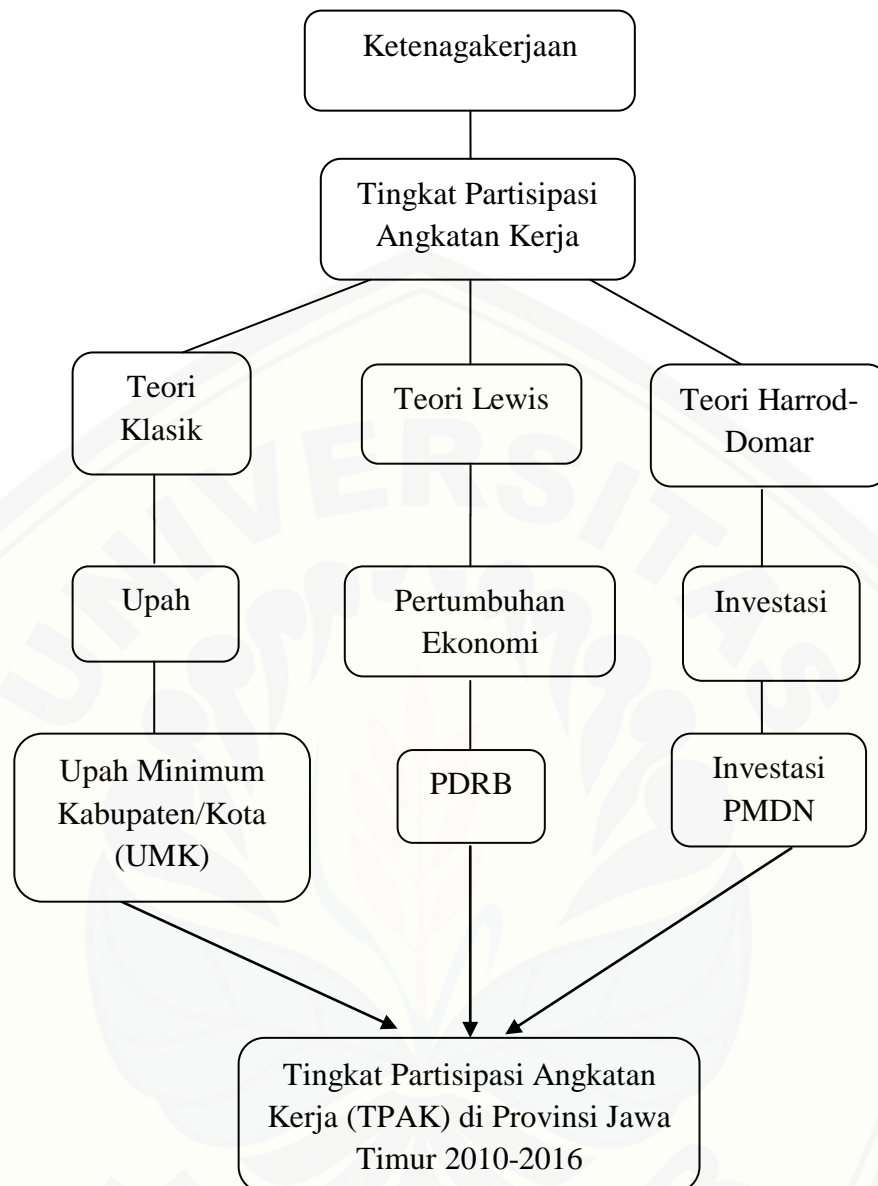 Ketenagakerjaan
Tingkat Partisipasi
Angkatan Kerja
Teori
Klasik
Teori Lewis
Teori Harrod-
Domar
Upah
Pertumbuhan
Ekonomi
Investasi
Upah Minimum
Kabupaten/Kota
(UMK)
PDRB
Investasi
PMDN
Tingkat Partisipasi Angkatan
Kerja (TPAK) di Provinsi Jawa
Timur 2010-2016
UNIVERSITAS